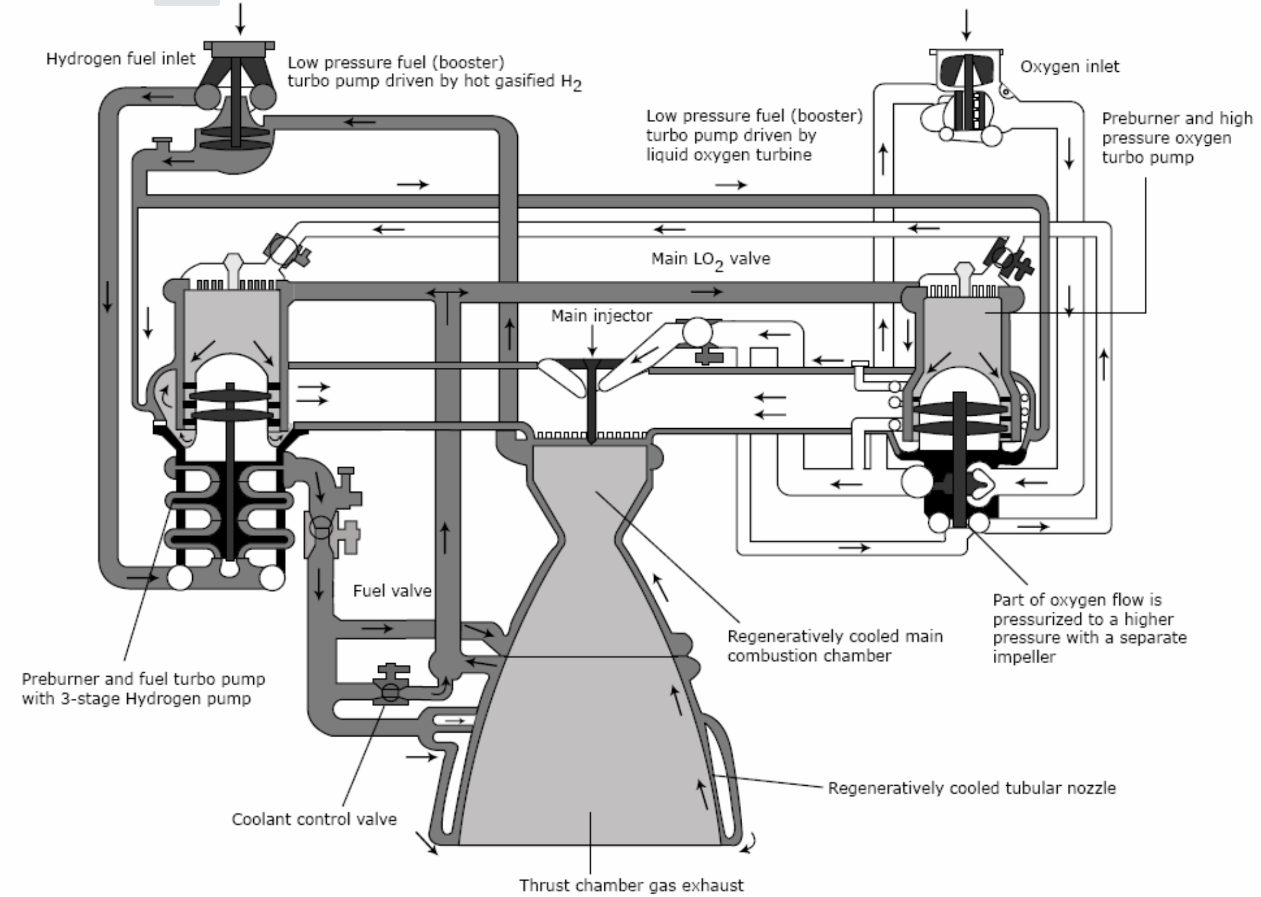 Hydrogen fuel inlet
Low pressure fuel (booster)
turbo pump driven by hot gasified H2
Oxygen inlet
Low pressure fuel (booster)
turbo pump driven by
liquid oxygen turbine
Preburner and high
pressure oxygen
turbo pump
Main LO2 valve
Main injector
Fuel valve
Part of oxygen flow is
pressurized to a higher
pressure with a separate
impeller
Regeneratively cooled main
combustion chamber
Preburner and fuel turbo pump
with 3-stage Hydrogen pump
Regeneratively cooled tubular nozzle
Coolant control valve
Thrust chamber gas exhaust